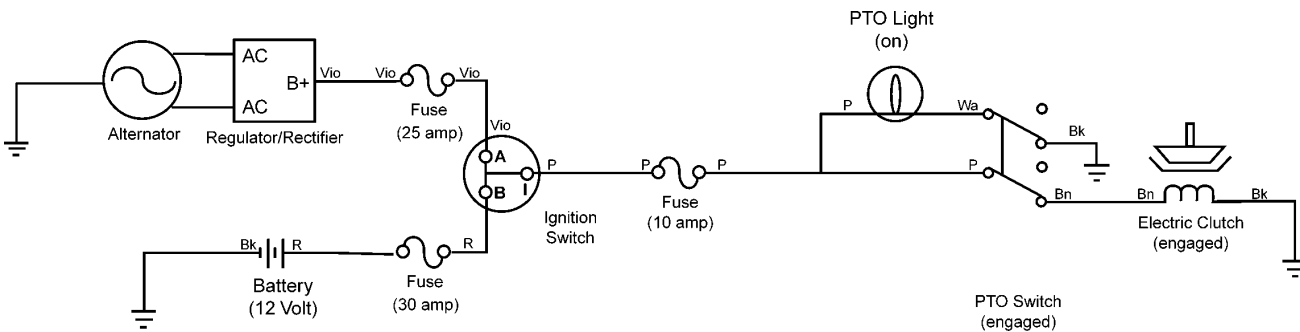 PTO Light
(on)
AC
B+
AC
Vio
Vio
Vio
Alternator
Regulator/Rectifier
Fuse
(25 amp)
Vio
A
B
I
P
P
P
P
Wa
Bk
P
Fuse
(10 amp)
Ignition
Switch
Bn
Bn
Bk
Electric Clutch
(engaged)
Bk
R
R
Battery
(12 Volt)
Fuse
(30 amp)
PTO Switch
(engaged)